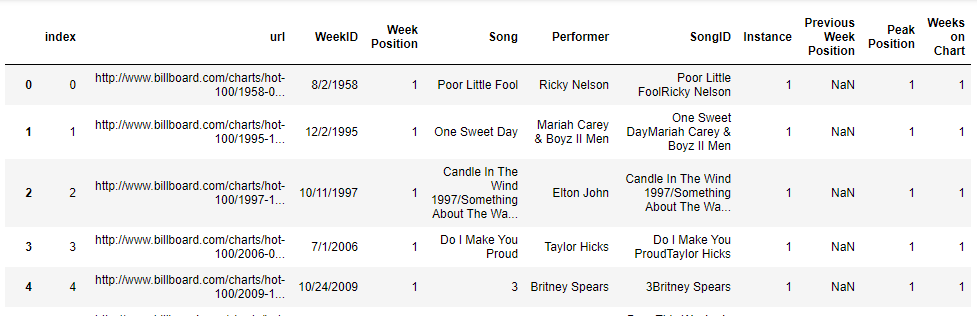 index url WeekID Week Position Song Performer SongID Instance Previous Week Position Peak Position Weeks on Chart
0 0 http://www.billboard.com/charts/hot-100/1958-0... 8/2/1958 1 Poor Little Fool Ricky Nelson Poor Little FoolRicky Nelson 1 NaN 1 1
1 1 http://www.billboard.com/charts/hot-100/1995-1... 12/2/1995 1 One Sweet Day Mariah Carey & Boyz II Men One Sweet DayMariah Carey & Boyz II Men 1 NaN 1 1
2 2 http://www.billboard.com/charts/hot-100/1997-1... 10/11/1997 1 Candle In The Wind 1997/Something About The Wa... Elton John Candle In The Wind 1997/Something About The Wa... 1 NaN 1 1
3 3 http://www.billboard.com/charts/hot-100/2006-0... 7/1/2006 1 Do I Make You Proud Taylor Hicks Do I Make You ProudTaylor Hicks 1 NaN 1 1
4 4 http://www.billboard.com/charts/hot-100/2009-1... 10/24/2009 1 3 Britney Spears 3Britney Spears 1 NaN 1 1